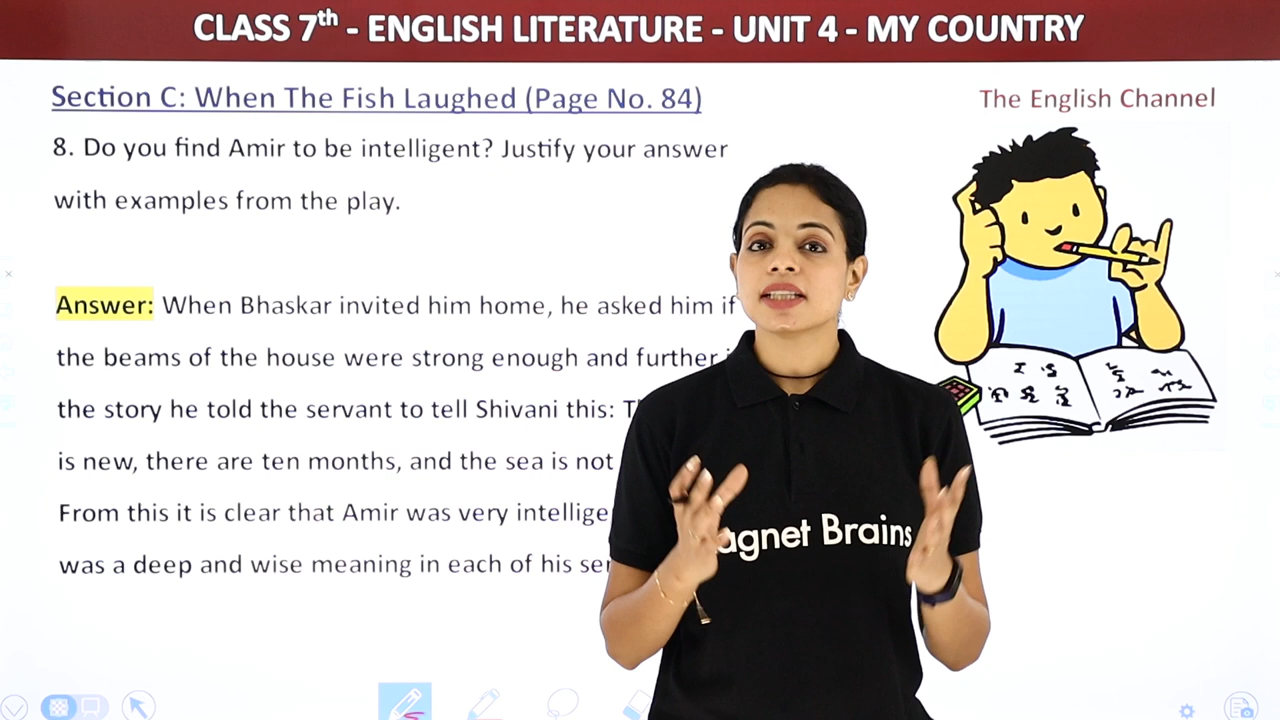 CLASS 7th - ENGLISH LITERATURE - UNIT 4 - MY COUNTRY
Section C: When The Fish Laughed (Page No. 84)
The English Channel
8. Do you find Amir to be intelligent? Justify your answer
with examples from the play.
Answer: When Bhaskar invited him home, he asked him if
the beams of the house were strong enough and further
the story he told the servant to tell Shivani this:
is new, there are ten months, and the sea is not
From this it is clear that Amir was very
was a deep and wise meaning in each of his
agnet Brains